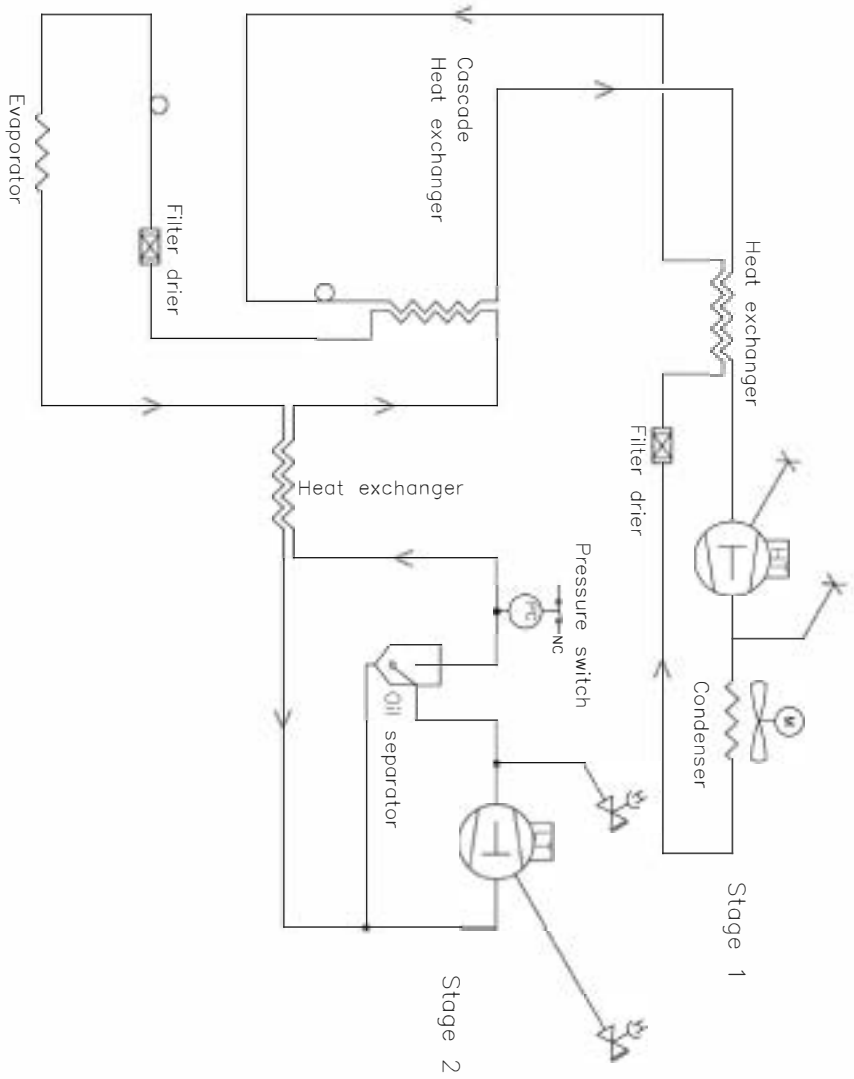 Stage 1
Condenser
M
Heat exchanger
Filter drier
Stage 2
Pressure switch
NC
Oil separator
Heat exchanger
Cascade
Heat exchanger
Filter drier
Evaporator